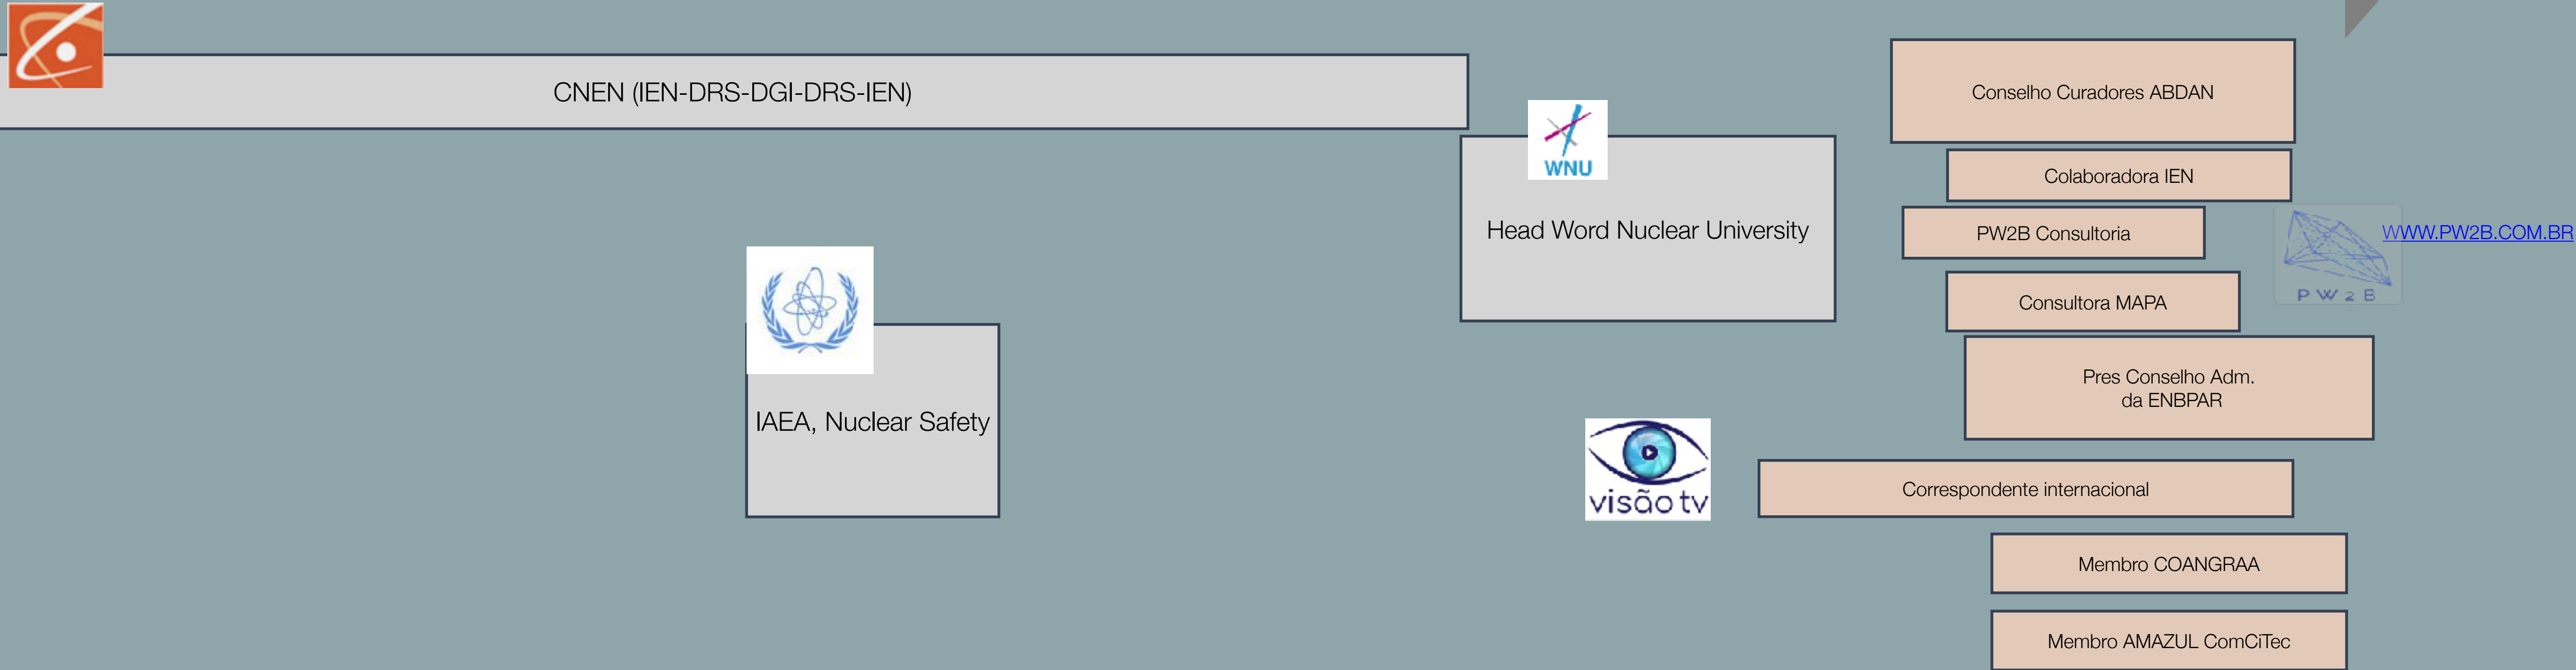 CNEN (IEN-DRS-DGI-DRS-IEN)
WNU
Head Word Nuclear University
IAEA, Nuclear Safety
visão tv
Conselho Curadores ABDAN
Colaboradora IEN
PW2B Consultoria
PW2B
WWW.PW2B.COM.BR
Consultora MAPA
Pres Conselho Adm.
da ENBPAR
Correspondente internacional
Membro COANGRAA
Membro AMAZUL ComCiTec